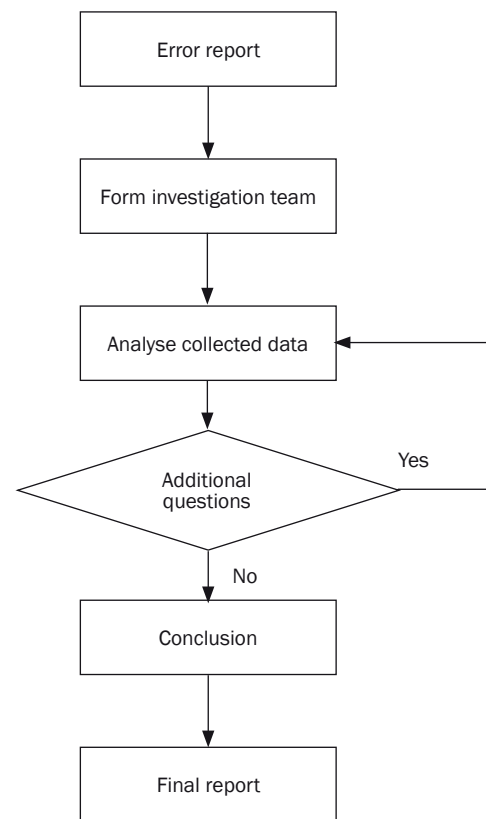 Error report
Form investigation team
Analyse collected data
Additional
questions
Yes
No
Conclusion
Final report